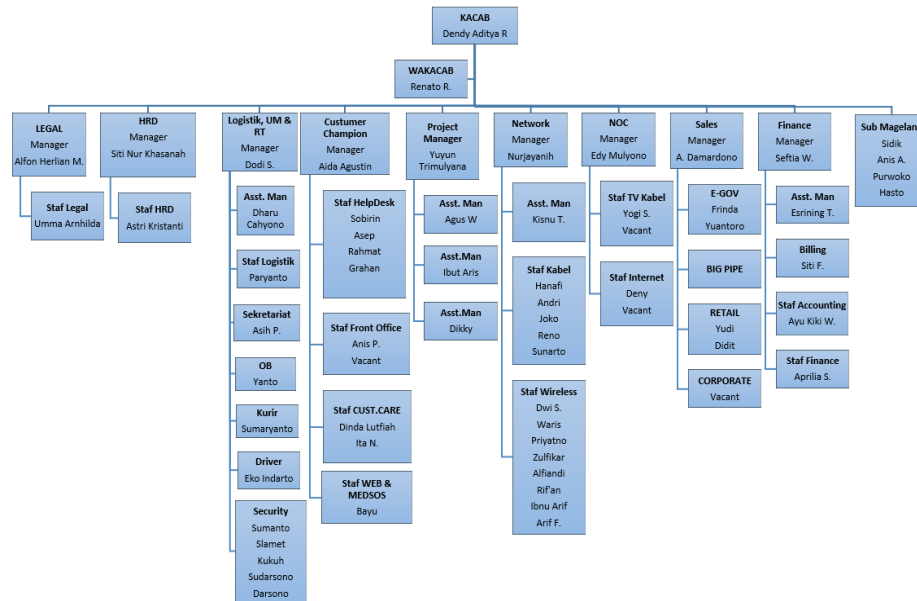 KACAB
Dendy Aditya R
WAKACAB
Renato R.
LEGAL
Manager
Alfon Herlian M.
Staf Legal
Umma Arnhilda
HRD
Manager
Siti Nur Khasanah
Staf HRD
Astri Kristanti
Logistik, UM &
RT
Manager
Dodi S.
Asst. Man
Dharu
Cahyono
Staf Logistik
Paryanto
Sekretariat
Asih P.
OB
Yanto
Kurir
Sumaryanto
Driver
Eko Indarto
Security
Sumanto
Slamet
Kukuh
Sudarsono
Darsono
Custumer
Champion
Manager
Aida Agustin
Staf HelpDesk
Sobirin
Asep
Rahmat
Grahan
Staf Front Office
Anis P.
Vacant
Staf CUST.CARE
Dinda Lutfiah
Ita N.
Staf WEB &
MEDSOS
Bayu
Project
Manager
Yuyun
Trimulyana
Asst. Man
Agus W
Asst.Man
Ibut Aris
Asst.Man
Dikky
Network
Manager
Nurjayanih
Asst. Man
Kisnu T.
Staf Kabel
Hanafi
Andri
Joko
Reno
Sunarto
Staf Wireless
Dwi S.
Waris
Priyatno
Zulfikar
Alfiandi
Rif'an
Ibnu Arif
Arif F.
NOC
Manager
Edy Mulyono
Staf TV Kabel
Yogi S.
Vacant
Staf Internet
Deny
Vacant
Sales
Manager
A. Damardono
E-GOV
Frinda
Yuantoro
BIG PIPE
RETAIL
Yudi
Didit
CORPORATE
Vacant
Finance
Manager
Seftia W.
Asst. Man
Esrining T.
Billing
Siti F.
Staf Accounting
Ayu Kiki W.
Staf Finance
Aprilia S.
Sub Magelan
Sidik
Anis A.
Purwoko
Hasto